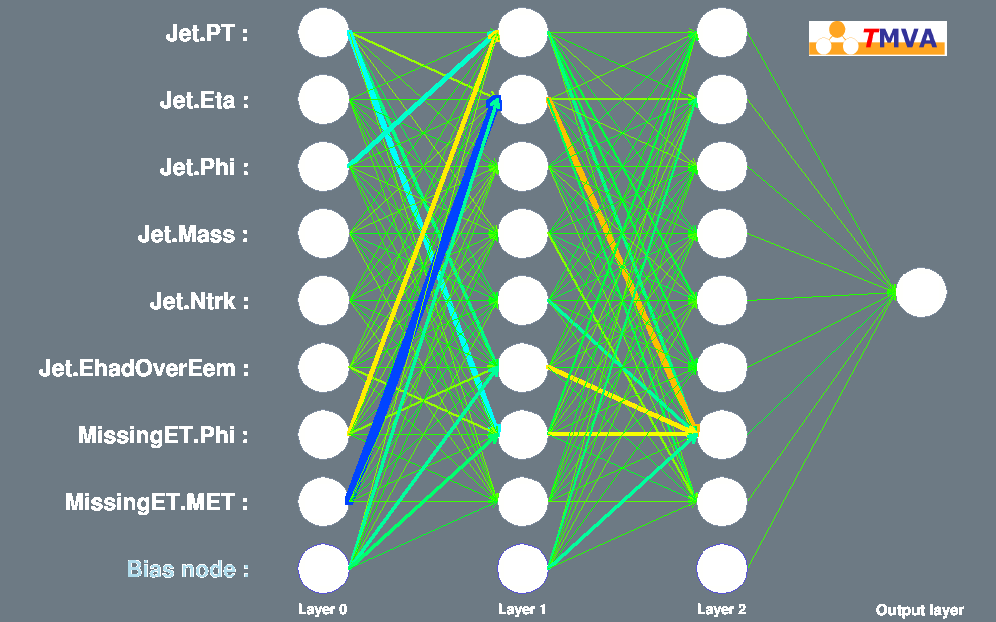 Jet.PT :
TMVA
Jet.Eta :
Jet.Phi :
Jet.Mass :
Jet.Ntrk :
Jet.EhadOverEem :
MissingET.Phi :
MissingET.MET :
Bias node :
Layer 0
Layer 1
Layer 2
Output layer